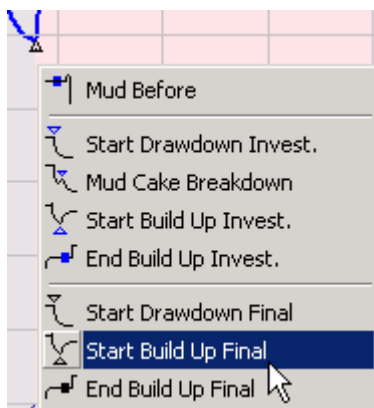 Mud Before
Start Drawdown Invest.
Mud Cake Breakdown
Start Build Up Invest.
End Build Up Invest.
Start Drawdown Final
Start Build Up Final
End Build Up Final